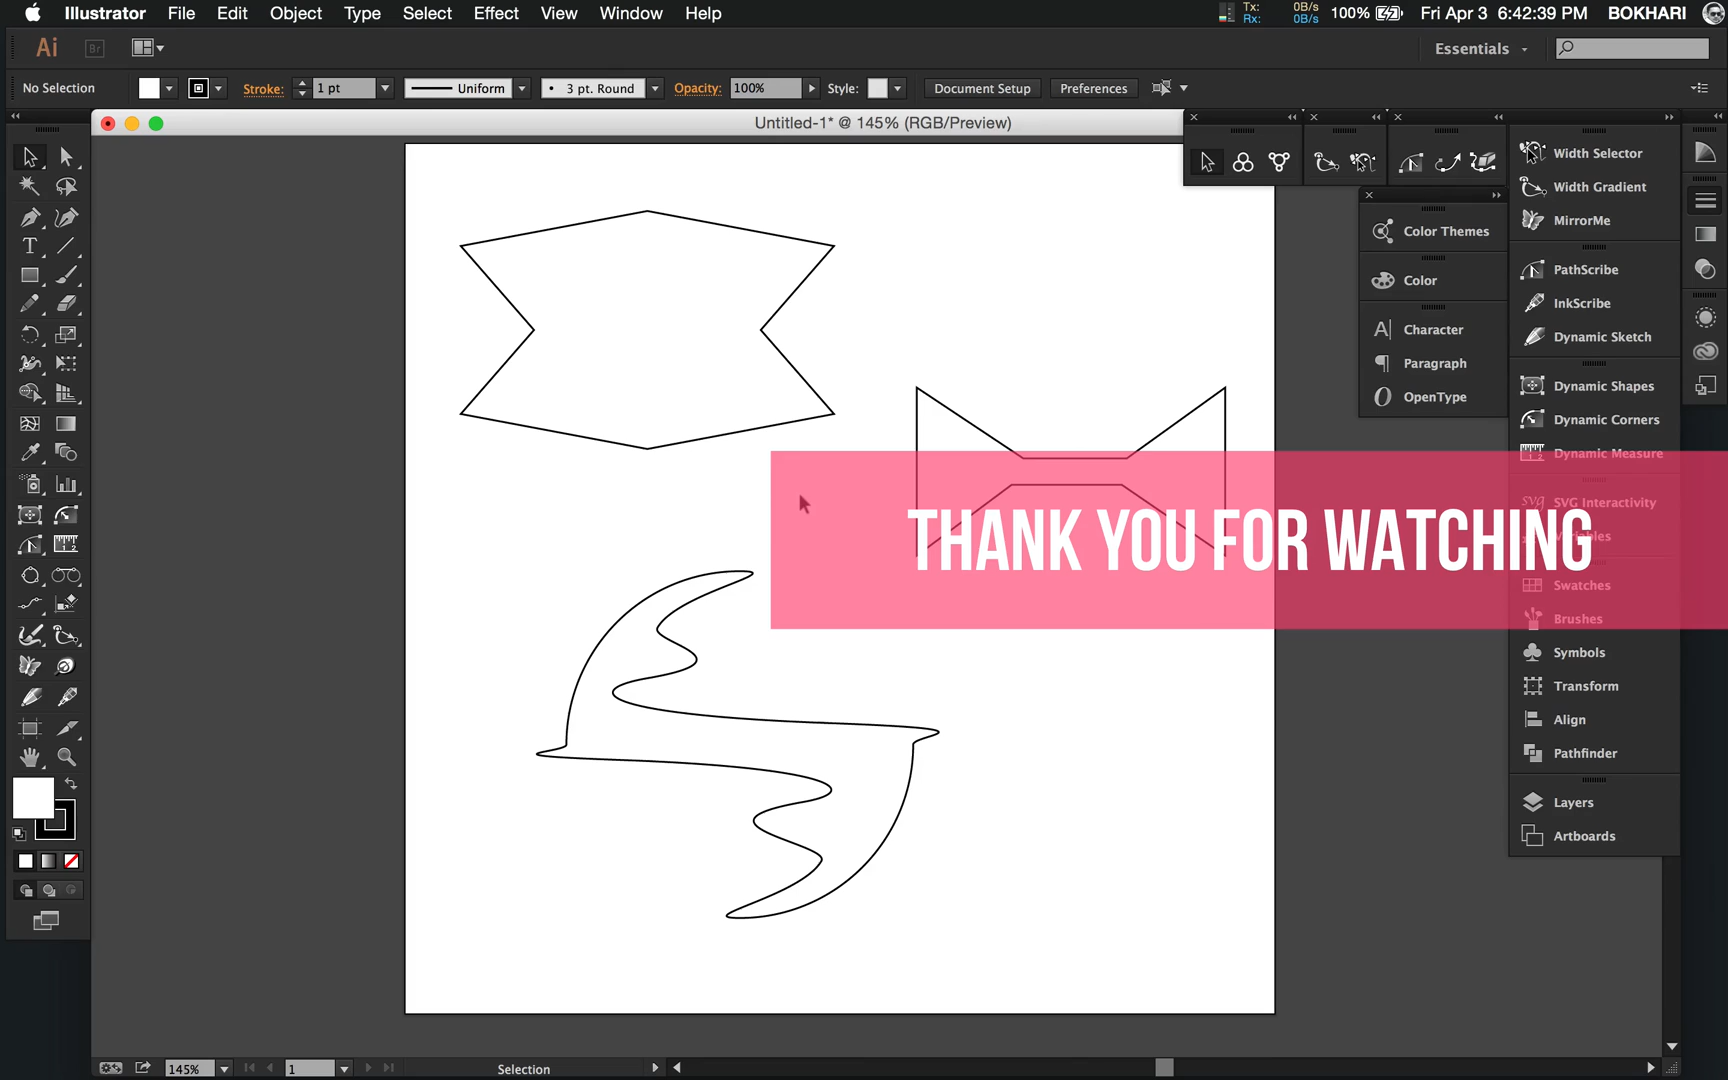 Illustrator File Edit Object Type Select Effect View Window Help
Tx: 0B/s
Rx: 0B/s
100% Fri Apr 3 6:42:39 PM BOKHARI
Ai Br Essentials
No Selection Stroke: 1 pt Uniform 3 pt. Round Opacity: 100% Style: Document Setup Preferences
Untitled-1* @ 145% (RGB/Preview)
Width Selector
Width Gradient
MirrorMe
Color Themes
PathScribe
Color
InkScribe
Character
Dynamic Sketch
Paragraph
Dynamic Shapes
OpenType
Dynamic Corners
Dynamic Measure
SVG Interactivity
THANK YOU FOR WATCHING
Swatches
Brushes
Symbols
Transform
Align
Pathfinder
Layers
Artboards
145% 1 Selection